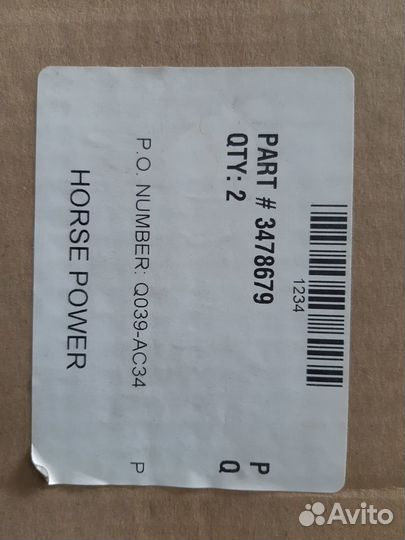 1234
PART # 3478679 P
QTY: 2 Q
P.O. NUMBER: Q039-AC34 P
HORSE POWER
Avito